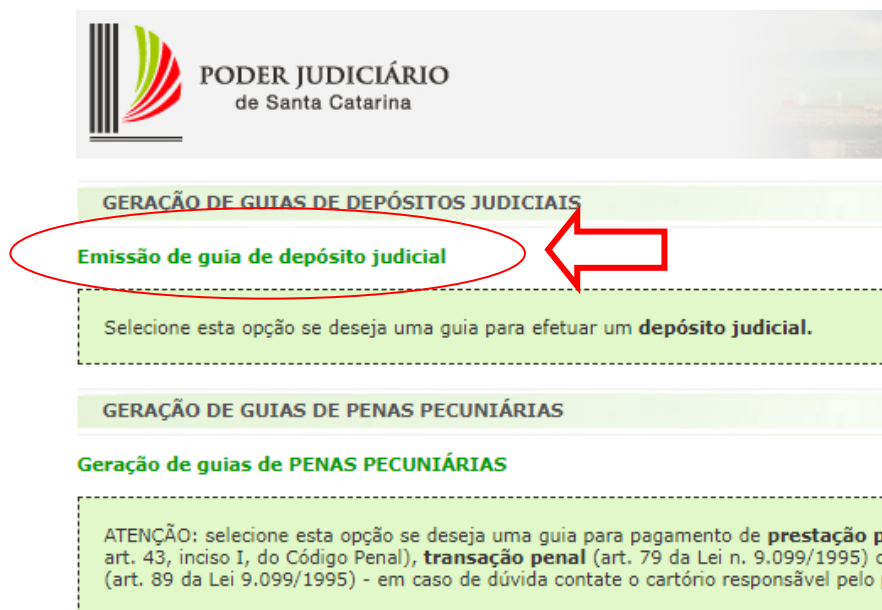 PODER JUDICIÁRIO
de Santa Catarina
GERAÇÃO DE GUIAS DE DEPÓSITOS JUDICIAIS
Emissão de guia de depósito judicial
Selecione esta opção se deseja uma guia para efetuar um depósito judicial.
GERAÇÃO DE GUIAS DE PENAS PECUNIÁRIAS
Geração de guias de PENAS PECUNIÁRIAS
ATENÇÃO: selecione esta opção se deseja uma guia para pagamento de prestação
art. 43, inciso I, do Código Penal), transação penal (art. 79 da Lei n. 9.099/1995)
(art. 89 da Lei 9.099/1995) - em caso de dúvida contate o cartório responsãvel pelo